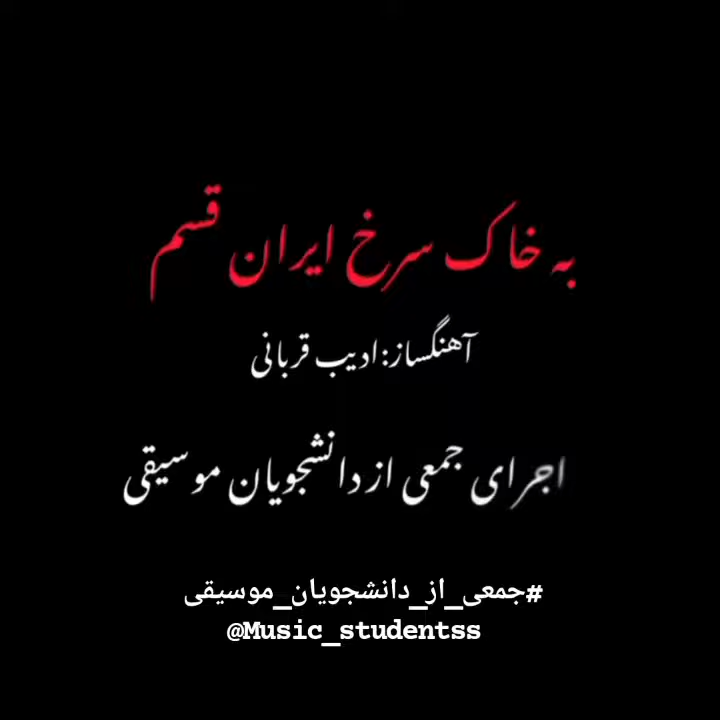 به خاک سرخ ایران قسم
آهنگساز: ادیب قربانی
اجرای جمعی از دانشجویان موسیقی
#جمعی_از_دانشجویان_موسیقی
@Music_studentss